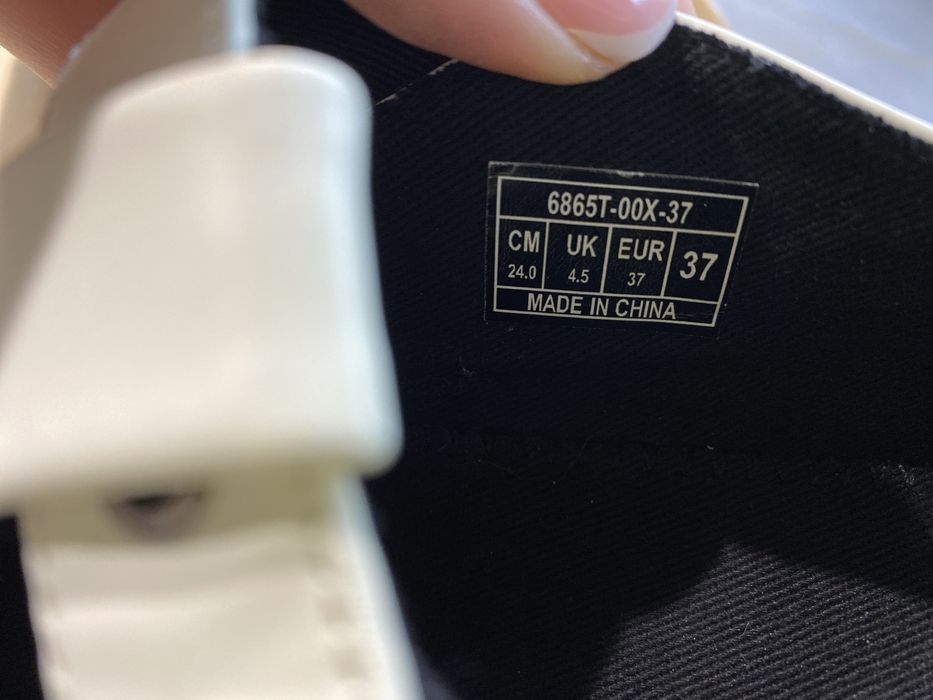 6865T-00X-37
CM UK EUR 37
24.0 4.5 37
MADE IN CHINA